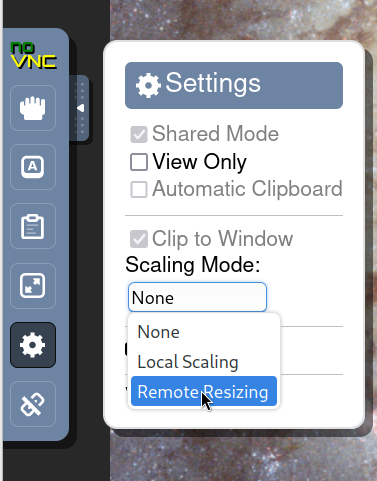 no
VNC
A
Settings
Shared Mode
View Only
Automatic Clipboard
Clip to Window
Scaling Mode:
None
None
Local Scaling
Remote Resizing